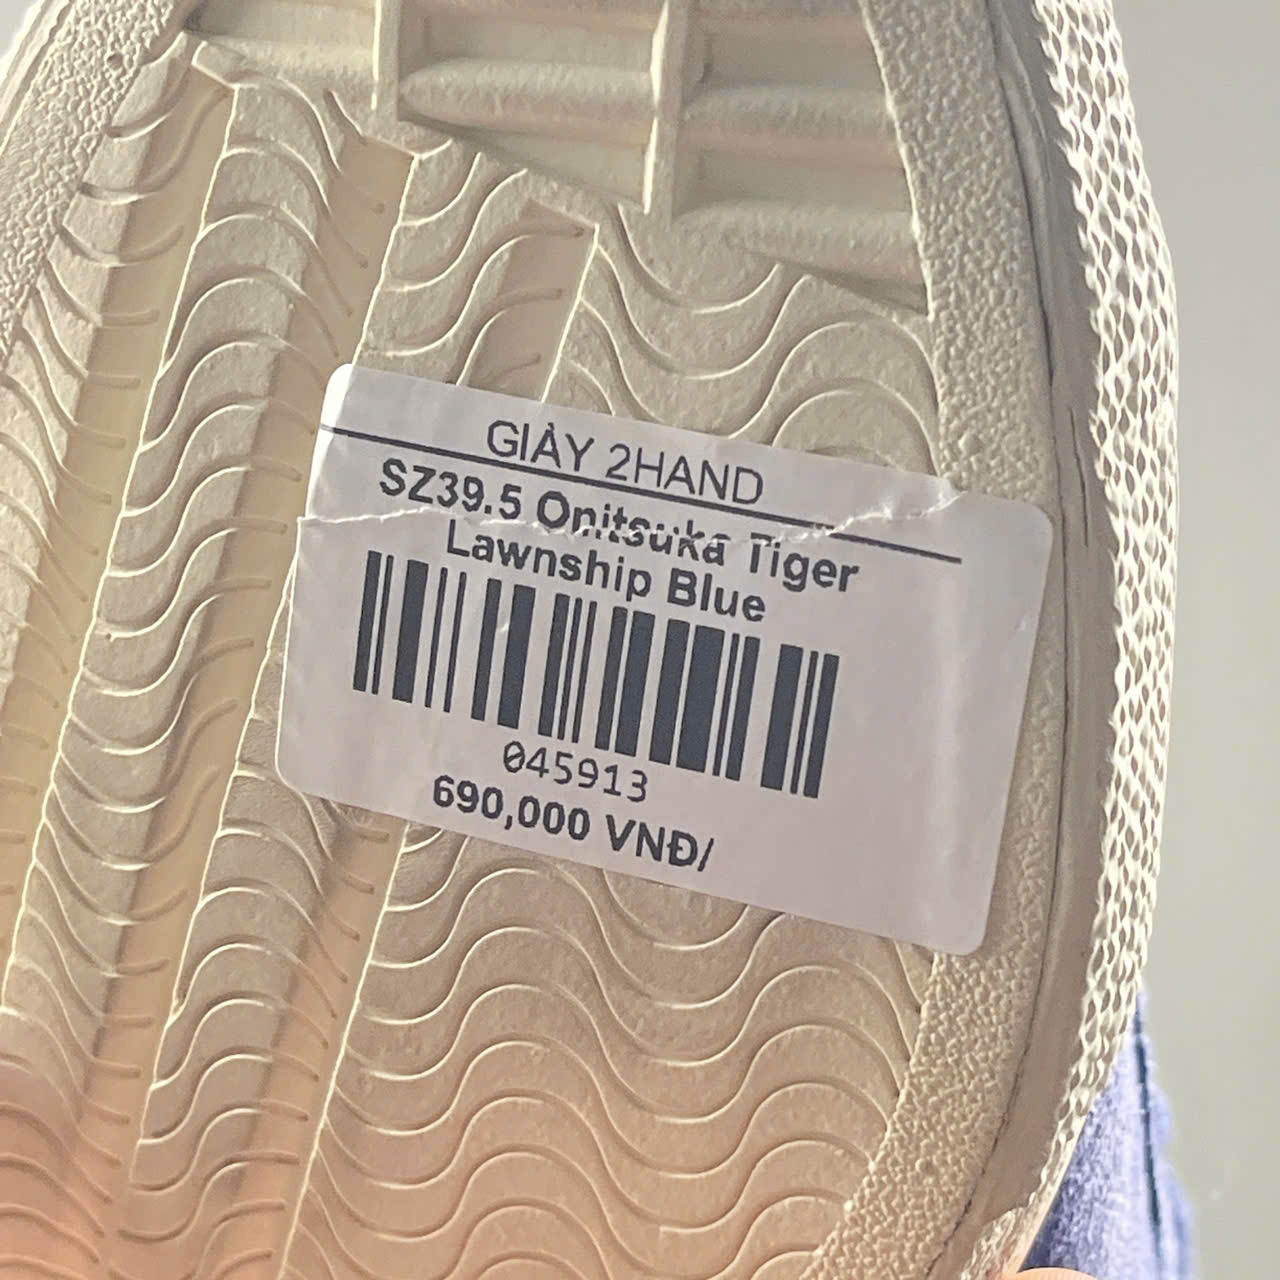 GIÀY 2HAND
SZ39.5 Onitsuka Tiger
Lawnship Blue
045913
690,000 VNĐ/